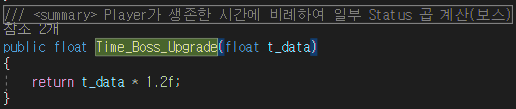 /// <summary> Player가 생존한 시간에 비례하여 일부 Status 곱 계산(보스)
참조 2개
public float Time_Boss_Upgrade(float t_data)
{
    return t_data * 1.2f;
}